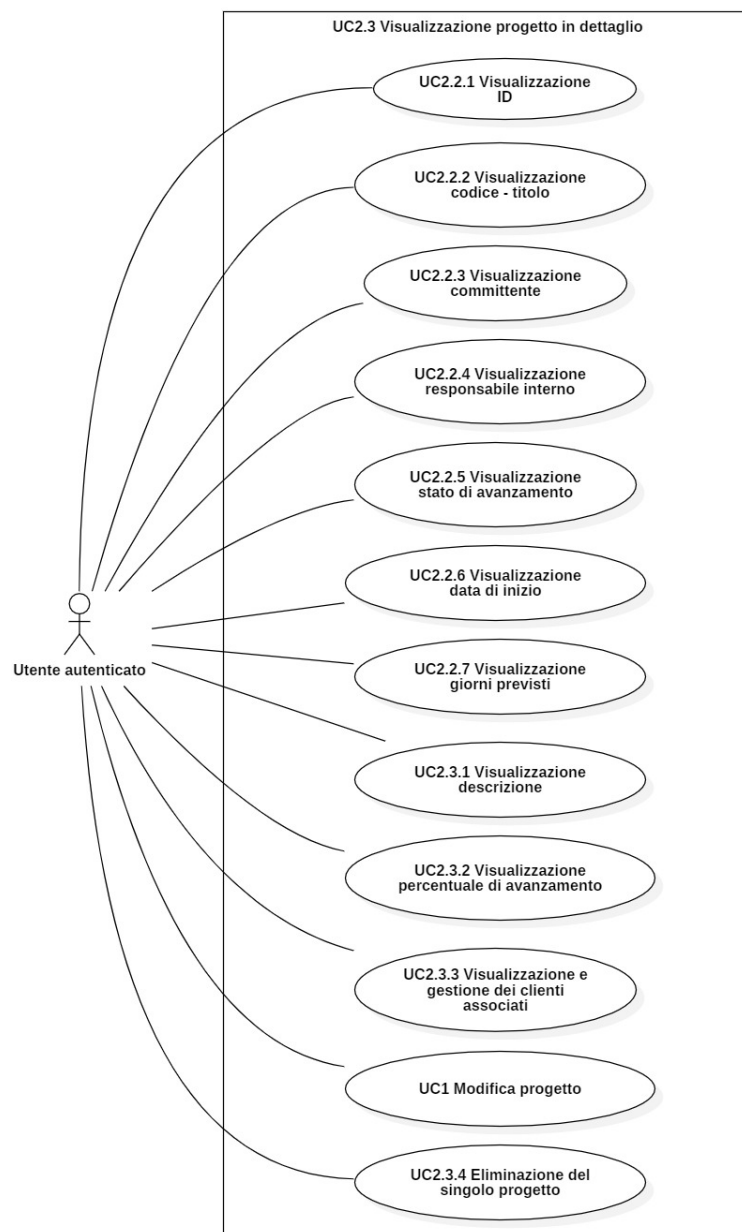 UC2.3 Visualizzazione progetto in dettaglio
UC2.2.1 Visualizzazione
ID
UC2.2.2 Visualizzazione
codice - titolo
UC2.2.3 Visualizzazione
committente
UC2.2.4 Visualizzazione
responsabile interno
UC2.2.5 Visualizzazione
stato di avanzamento
UC2.2.6 Visualizzazione
data di inizio
Utente autenticato
UC2.2.7 Visualizzazione
giorni previsti
UC2.3.1 Visualizzazione
descrizione
UC2.3.2 Visualizzazione
percentuale di avanzamento
UC2.3.3 Visualizzazione e
gestione dei clienti
associati
UC1 Modifica progetto
UC2.3.4 Eliminazione del
singolo progetto